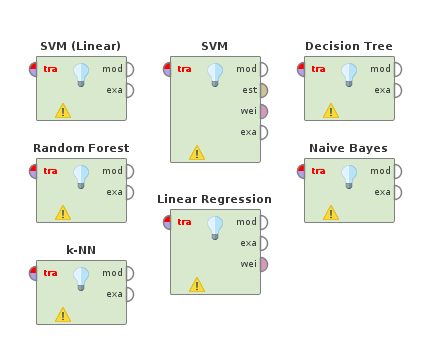 SVM (Linear)
tra
mod
exa
SVM
tra
mod
est
wei
exa
Decision Tree
tra
mod
exa
Random Forest
tra
mod
exa
Naive Bayes
tra
mod
exa
Linear Regression
tra
mod
exa
wei
k-NN
tra
mod
exa